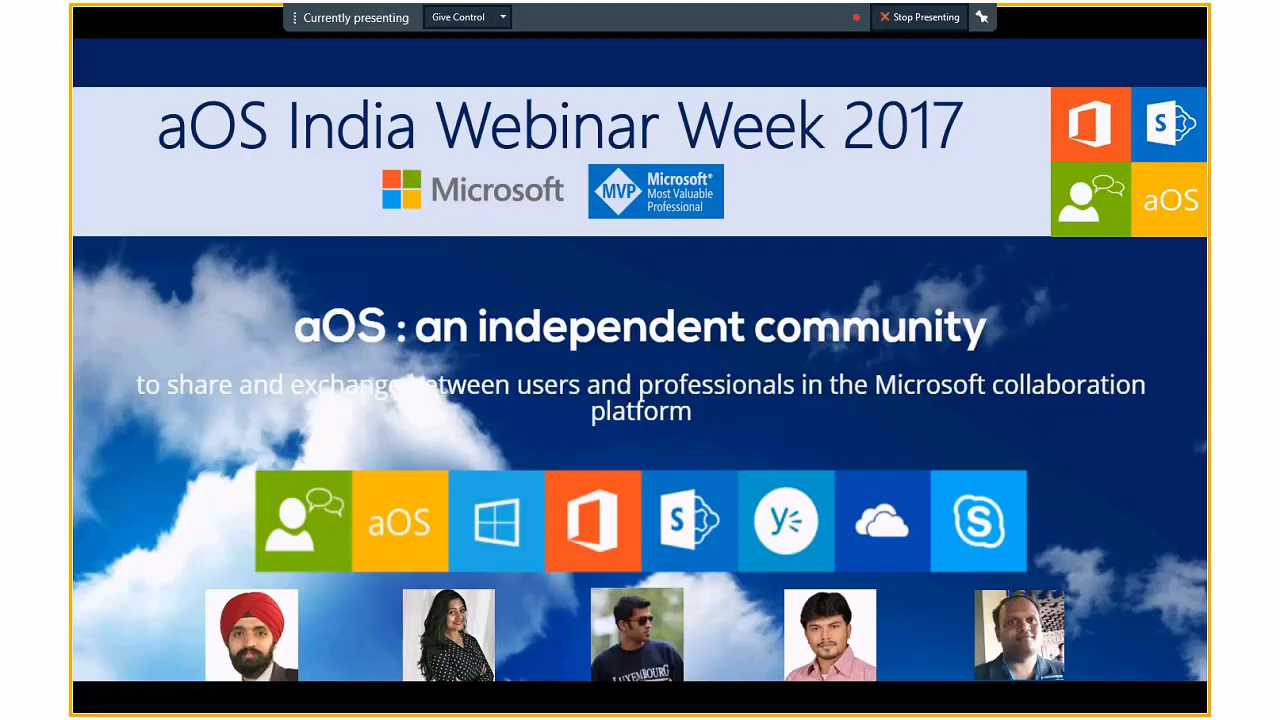 Currently presenting
Give Control
Stop Presenting
aOS India Webinar Week 2017
Microsoft
MVP
Microsoft®
Most Valuable
Professional
S
aOS
aOS : an independent community
to share and exchange between users and professionals in the Microsoft collaboration
platform
aOS
S
y
S
LUXEMBOURG